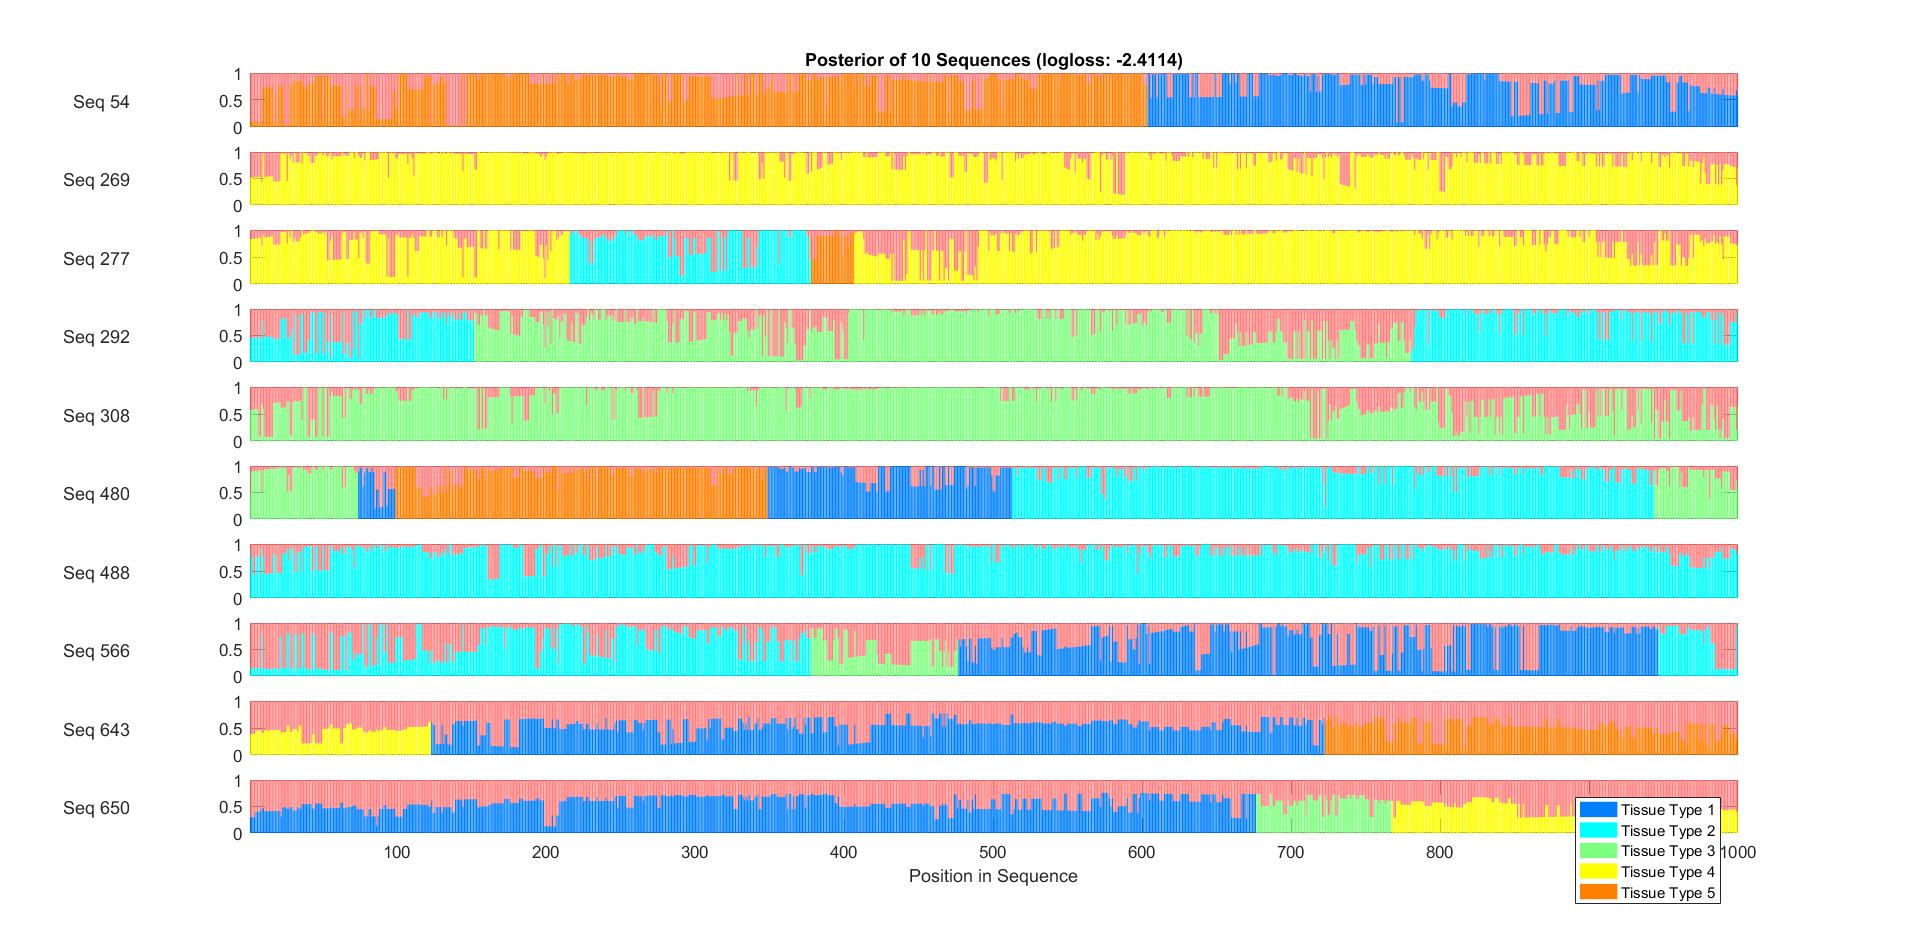 Posterior of 10 Sequences (logloss: -2.4114)
Seq 54
1
0.5
0
Seq 269
1
0.5
0
Seq 277
1
0.5
0
Seq 292
1
0.5
0
Seq 308
1
0.5
0
Seq 480
1
0.5
0
Seq 488
1
0.5
0
Seq 566
1
0.5
0
Seq 643
1
0.5
0
Seq 650
1
0.5
0
100 200 300 400 500 600 700 800 1000
Position in Sequence
Tissue Type 1
Tissue Type 2
Tissue Type 3
Tissue Type 4
Tissue Type 5